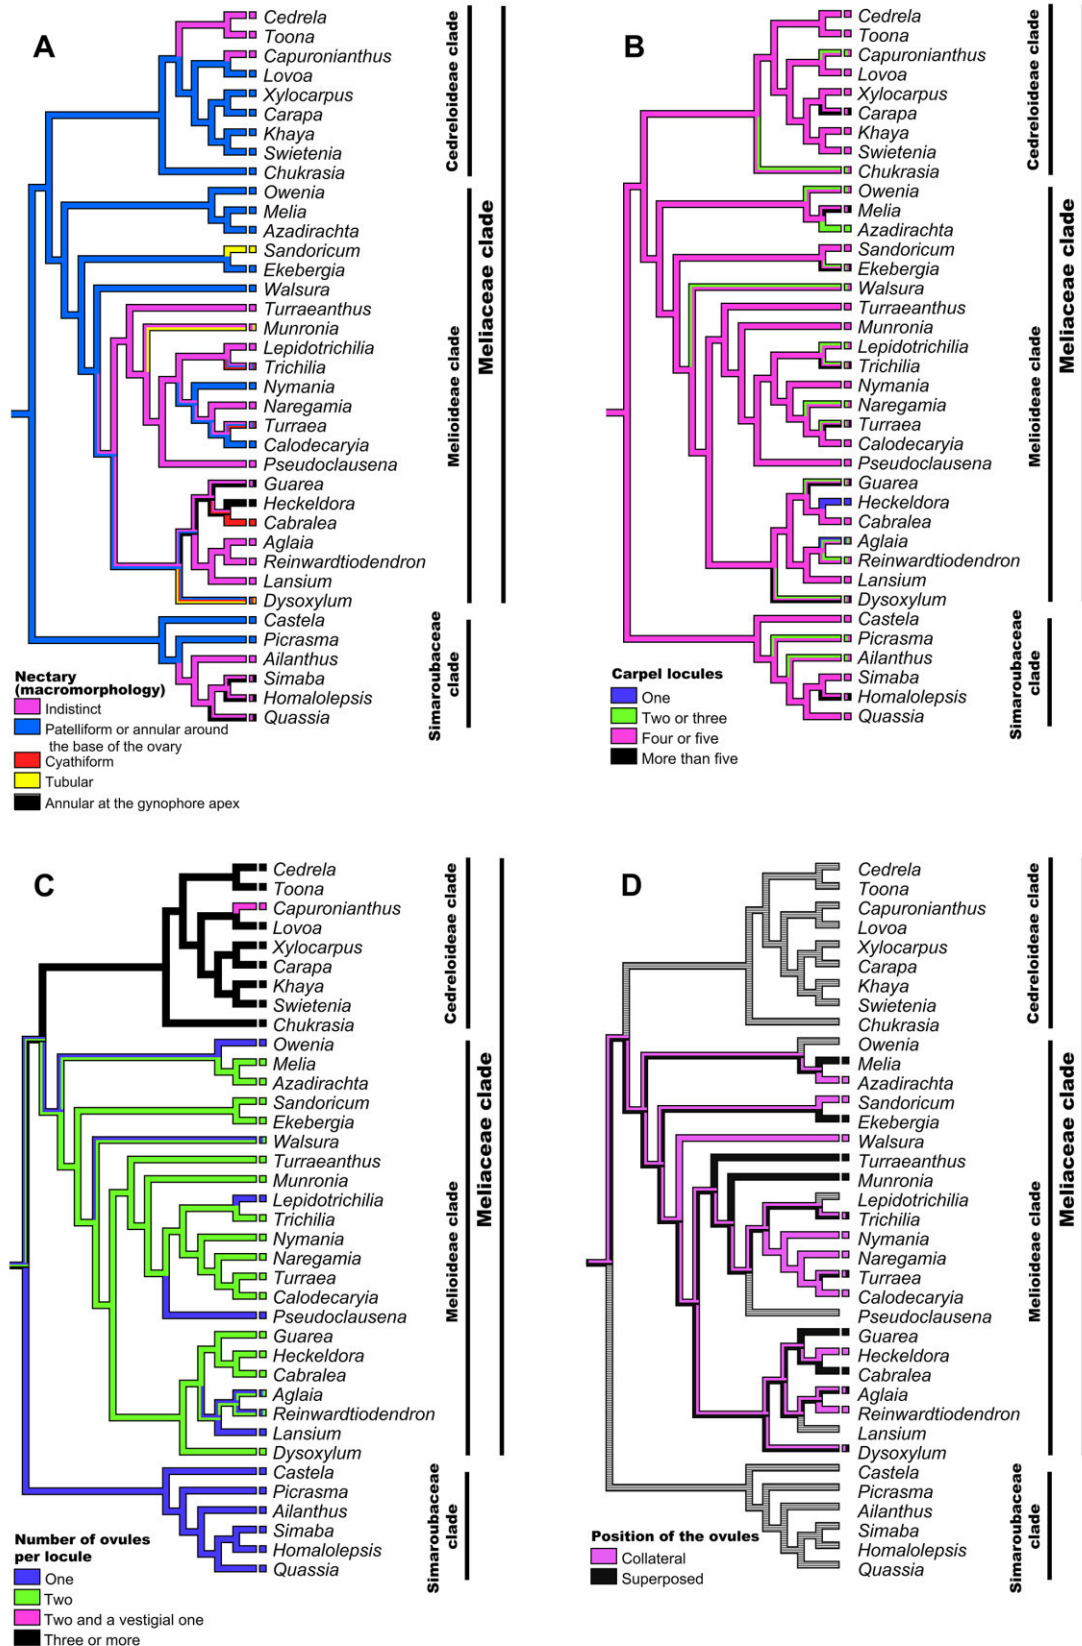 A
Cedrela
Toona
Capuronianthus
Lovoa
Xylocarpus
Carapa
Khaya
Swietenia
Chukrasia
Owenia
Melia
Azadirachta
Sandoricum
Ekebergia
Walsura
Turraeanthus
Munronia
Lepidotrichilia
Trichilia
Nymania
Naregamia
Turraea
Calodecaryia
Pseudoclausena
Guarea
Heckeldora
Cabralea
Aglaia
Reinwardtiodendron
Lansium
Dysoxylum
Castela
Picrasma
Ailanthus
Simaba
Homalolepsis
Quassia
Cedreloideae clade
Melioideae clade
Meliaceae clade
Simaroubaceae
clade
Nectary
(macromorphology)
Indistinct
Patelliform or annular around
the base of the ovary
Cyathiform
Tubular
Annular at the gynophore apex
B
Cedrela
Toona
Capuronianthus
Lovoa
Xylocarpus
Carapa
Khaya
Swietenia
Chukrasia
Owenia
Melia
Azadirachta
Sandoricum
Ekebergia
Walsura
Turraeanthus
Munronia
Lepidotrichilia
Trichilia
Nymania
Naregamia
Turraea
Calodecaryia
Pseudoclausena
Guarea
Heckeldora
Cabralea
Aglaia
Reinwardtiodendron
Lansium
Dysoxylum
Castela
Picrasma
Ailanthus
Simaba
Homalolepsis
Quassia
Cedreloideae clade
Melioideae clade
Meliaceae clade
Simaroubaceae
clade
Carpel locules
One
Two or three
Four or five
More than five
C
Cedrela
Toona
Capuronianthus
Lovoa
Xylocarpus
Carapa
Khaya
Swietenia
Chukrasia
Owenia
Melia
Azadirachta
Sandoricum
Ekebergia
Walsura
Turraeanthus
Munronia
Lepidotrichilia
Trichilia
Nymania
Naregamia
Turraea
Calodecaryia
Pseudoclausena
Guarea
Heckeldora
Cabralea
Aglaia
Reinwardtiodendron
Lansium
Dysoxylum
Castela
Picrasma
Ailanthus
Simaba
Homalolepsis
Quassia
Cedreloideae clade
Melioideae clade
Meliaceae clade
Simaroubaceae
clade
Number of ovules
per locule
One
Two
Two and a vestigial one
Three or more
D
Cedrela
Toona
Capuronianthus
Lovoa
Xylocarpus
Carapa
Khaya
Swietenia
Chukrasia
Owenia
Melia
Azadirachta
Sandoricum
Ekebergia
Walsura
Turraeanthus
Munronia
Lepidotrichilia
Trichilia
Nymania
Naregamia
Turraea
Calodecaryia
Pseudoclausena
Guarea
Heckeldora
Cabralea
Aglaia
Reinwardtiodendron
Lansium
Dysoxylum
Castela
Picrasma
Ailanthus
Simaba
Homalolepsis
Quassia
Cedreloideae clade
Melioideae clade
Meliaceae clade
Simaroubaceae
clade
Position of the ovules
Collateral
Superposed